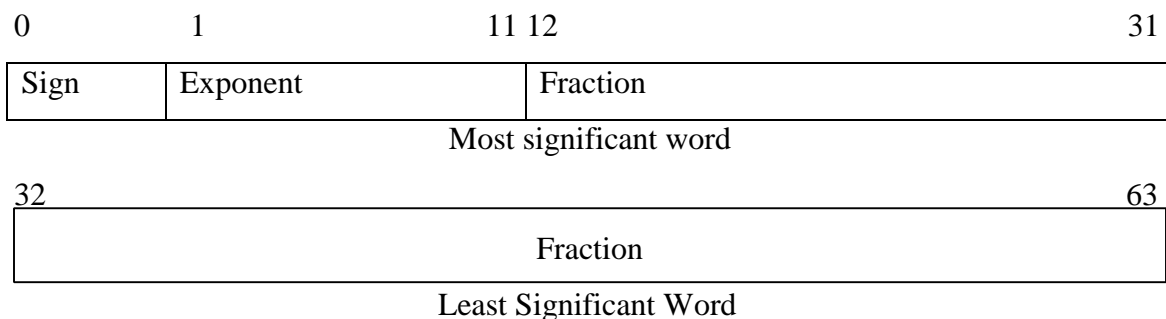 0 1 11 12 31
Sign Exponent Fraction
Most significant word
32 63
Fraction
Least Significant Word